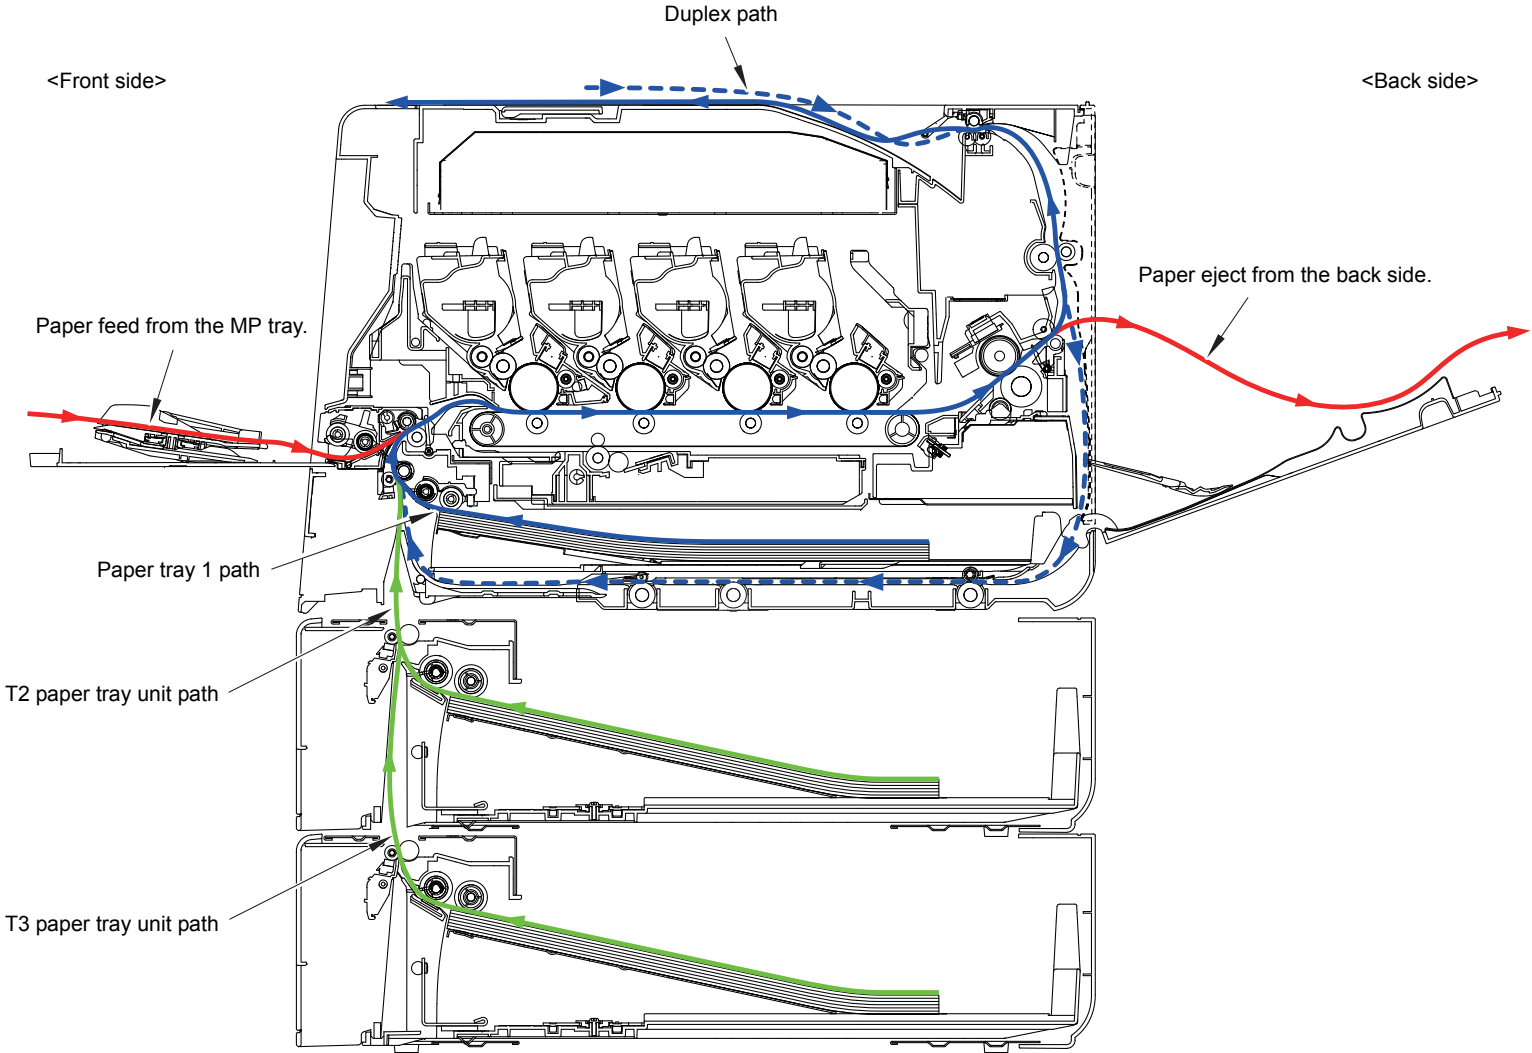 Duplex path
<Front side>
<Back side>
Paper eject from the back side.
Paper feed from the MP tray.
Paper tray 1 path
T2 paper tray unit path
T3 paper tray unit path